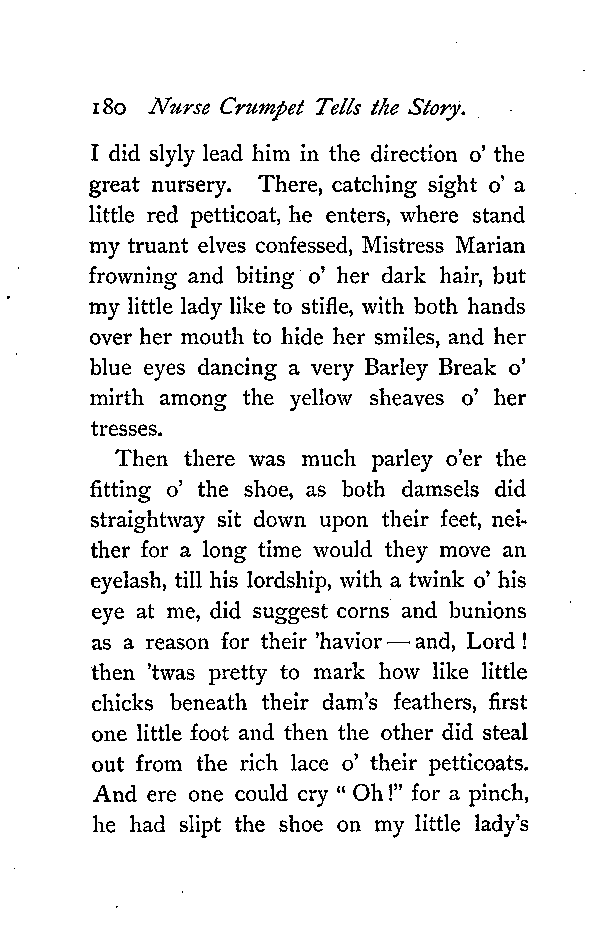 180 Nurse Crumpet Tells the Story.
I did slyly lead him in the direction o' the
great nursery. There, catching sight o' a
little red petticoat, he enters, where stand
my truant elves confessed, Mistress Marian
frowning and biting o' her dark hair, but
my little lady like to stifle, with both hands
over her mouth to hide her smiles, and her
blue eyes dancing a very Barley Break o'
mirth among the yellow sheaves o' her
tresses.
Then there was much parley o'er the
fitting o' the shoe, as both damsels did
straightway sit down upon their feet, nei-
ther for a long time would they move an
eyelash, till his lordship, with a twink o' his
eye at me, did suggest corns and bunions
as a reason for their 'havior — and, Lord !
then 'twas pretty to mark how like little
chicks beneath their dam's feathers, first
one little foot and then the other did steal
out from the rich lace o' their petticoats.
And ere one could cry " Oh !" for a pinch,
he had slipt the shoe on my little lady's